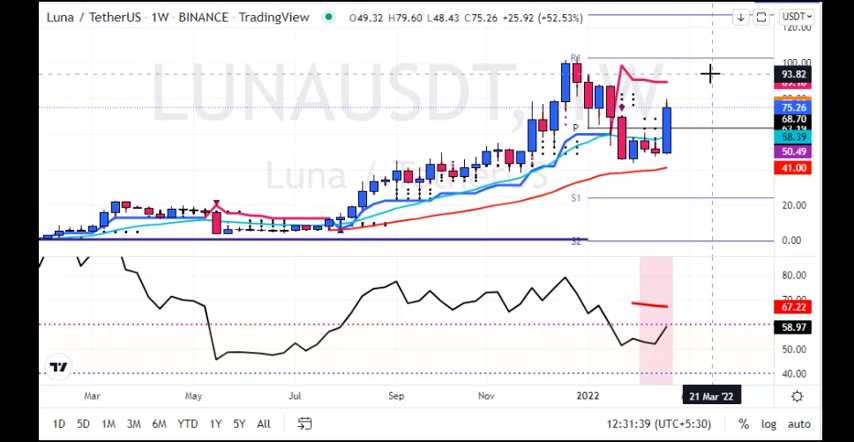 Luna / TetherUS · 1W · BINANCE · TradingView O49.32 H79.60 L48.43 C75.26 +25.92 (+52.53%) USDT
LUNAUSDT, 1W
Luna / TetherUS
120.00
100.00
93.82
75.26
68.70
58.39
50.49
41.00
20.00
0.00
R1
P
S1
S2
80.00
67.22
58.97
50.00
40.00
Mar May Jul Sep Nov 2022 21 Mar '22
1D 5D 1M 3M 6M YTD 1Y 5Y All 12:31:39 (UTC+5:30) % log auto